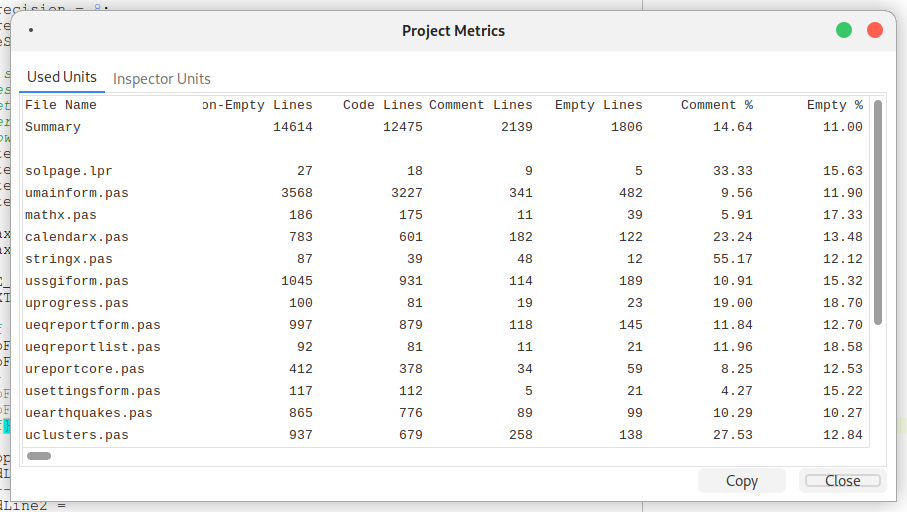 Project Metrics
Used Units Inspector Units
File Name on-Empty Lines Code Lines Comment Lines Empty Lines Comment % Empty %
Summary 14614 12475 2139 1806 14.64 11.00
solpage.lpr 27 18 9 5 33.33 15.63
umainform.pas 3568 3227 341 482 9.56 11.90
mathx.pas 186 175 11 39 5.91 17.33
calendarx.pas 783 601 182 122 23.24 13.48
stringx.pas 87 39 48 12 55.17 12.12
ussgiform.pas 1045 931 114 189 10.91 15.32
uprogress.pas 100 81 19 23 19.00 18.70
ueqreportform.pas 997 879 118 145 11.84 12.70
ueqreportlist.pas 92 81 11 21 11.96 18.58
ureportcore.pas 412 378 34 59 8.25 12.53
usettingsform.pas 117 112 5 21 4.27 15.22
uearthquakes.pas 865 776 89 99 10.29 10.27
uclusters.pas 937 679 258 138 27.53 12.84
Copy Close
dLine2 =